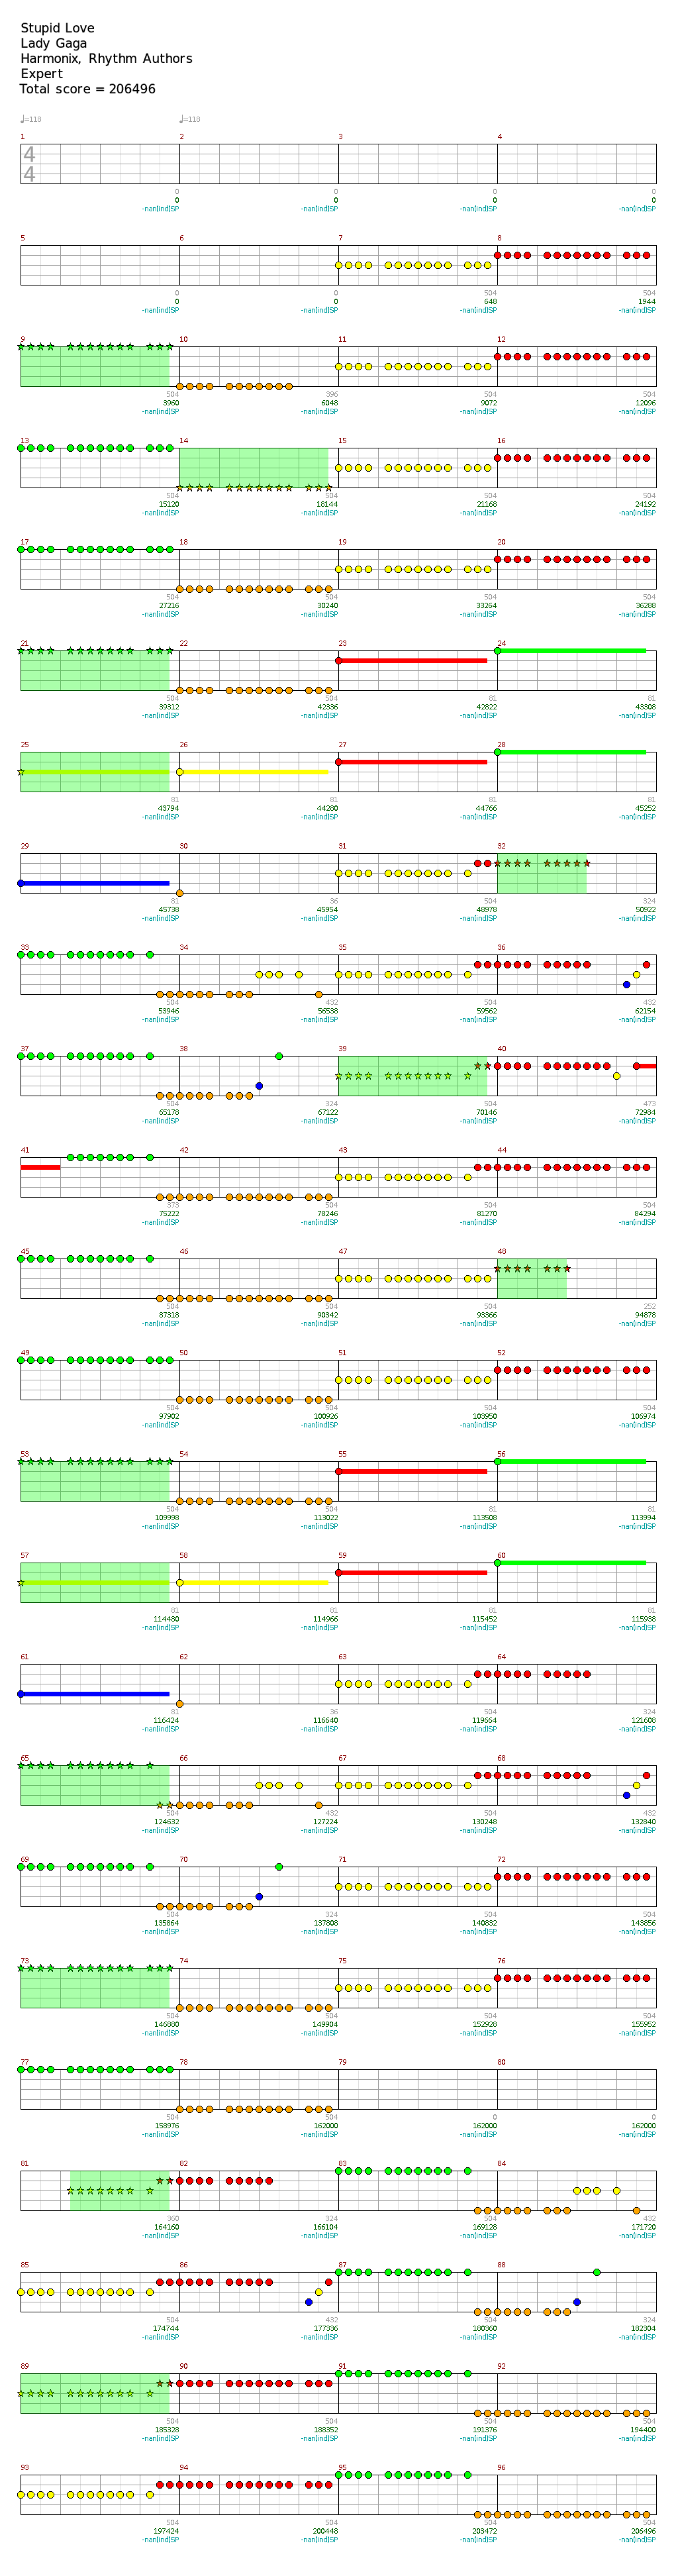 Stupid Love
Lady Gaga
Harmonix, Rhythm Authors
Expert
Total score = 206496
♩=118 ♩=118
1 2 3 4
4
4
0 0 0 0
0 0 0 0
-nan[ind]SP -nan[ind]SP -nan[ind]SP -nan[ind]SP
5 6 7 8
0 0 504 504
0 0 648 1944
-nan[ind]SP -nan[ind]SP -nan[ind]SP -nan[ind]SP
9 10 11 12
504 396 504 504
3960 6048 9072 12096
-nan[ind]SP -nan[ind]SP -nan[ind]SP -nan[ind]SP
13 14 15 16
504 504 504 504
15120 18144 21168 24192
-nan[ind]SP -nan[ind]SP -nan[ind]SP -nan[ind]SP
17 18 19 20
504 504 504 504
27216 30240 33264 36288
-nan[ind]SP -nan[ind]SP -nan[ind]SP -nan[ind]SP
21 22 23 24
504 504 81 81
39312 42336 42822 43308
-nan[ind]SP -nan[ind]SP -nan[ind]SP -nan[ind]SP
25 26 27 28
81 81 81 81
43794 44280 44766 45252
-nan[ind]SP -nan[ind]SP -nan[ind]SP -nan[ind]SP
29 30 31 32
81 36 504 324
45738 45954 48978 50922
-nan[ind]SP -nan[ind]SP -nan[ind]SP -nan[ind]SP
33 34 35 36
504 432 504 432
53946 56538 59562 62154
-nan[ind]SP -nan[ind]SP -nan[ind]SP -nan[ind]SP
37 38 39 40
504 324 504 473
65178 67122 70146 72984
-nan[ind]SP -nan[ind]SP -nan[ind]SP -nan[ind]SP
41 42 43 44
373 504 504 504
75222 78246 81270 84294
-nan[ind]SP -nan[ind]SP -nan[ind]SP -nan[ind]SP
45 46 47 48
504 504 504 252
87318 90342 93366 94878
-nan[ind]SP -nan[ind]SP -nan[ind]SP -nan[ind]SP
49 50 51 52
504 504 504 504
97902 100926 103950 106974
-nan[ind]SP -nan[ind]SP -nan[ind]SP -nan[ind]SP
53 54 55 56
504 504 81 81
109998 113022 113508 113994
-nan[ind]SP -nan[ind]SP -nan[ind]SP -nan[ind]SP
57 58 59 60
81 81 81 81
114480 114966 115452 115938
-nan[ind]SP -nan[ind]SP -nan[ind]SP -nan[ind]SP
61 62 63 64
81 36 504 324
116424 116640 119664 121608
-nan[ind]SP -nan[ind]SP -nan[ind]SP -nan[ind]SP
65 66 67 68
504 432 504 432
124632 127224 130248 132840
-nan[ind]SP -nan[ind]SP -nan[ind]SP -nan[ind]SP
69 70 71 72
504 324 504 504
135864 137808 140832 143856
-nan[ind]SP -nan[ind]SP -nan[ind]SP -nan[ind]SP
73 74 75 76
504 504 504 504
146880 149904 152928 155952
-nan[ind]SP -nan[ind]SP -nan[ind]SP -nan[ind]SP
77 78 79 80
504 504 0 0
158976 162000 162000 162000
-nan[ind]SP -nan[ind]SP -nan[ind]SP -nan[ind]SP
81 82 83 84
360 324 504 432
164160 166104 169128 171720
-nan[ind]SP -nan[ind]SP -nan[ind]SP -nan[ind]SP
85 86 87 88
504 432 504 324
174744 177336 180360 182304
-nan[ind]SP -nan[ind]SP -nan[ind]SP -nan[ind]SP
89 90 91 92
504 504 504 504
185328 188352 191376 194400
-nan[ind]SP -nan[ind]SP -nan[ind]SP -nan[ind]SP
93 94 95 96
504 504 504 504
197424 200448 203472 206496
-nan[ind]SP -nan[ind]SP -nan[ind]SP -nan[ind]SP